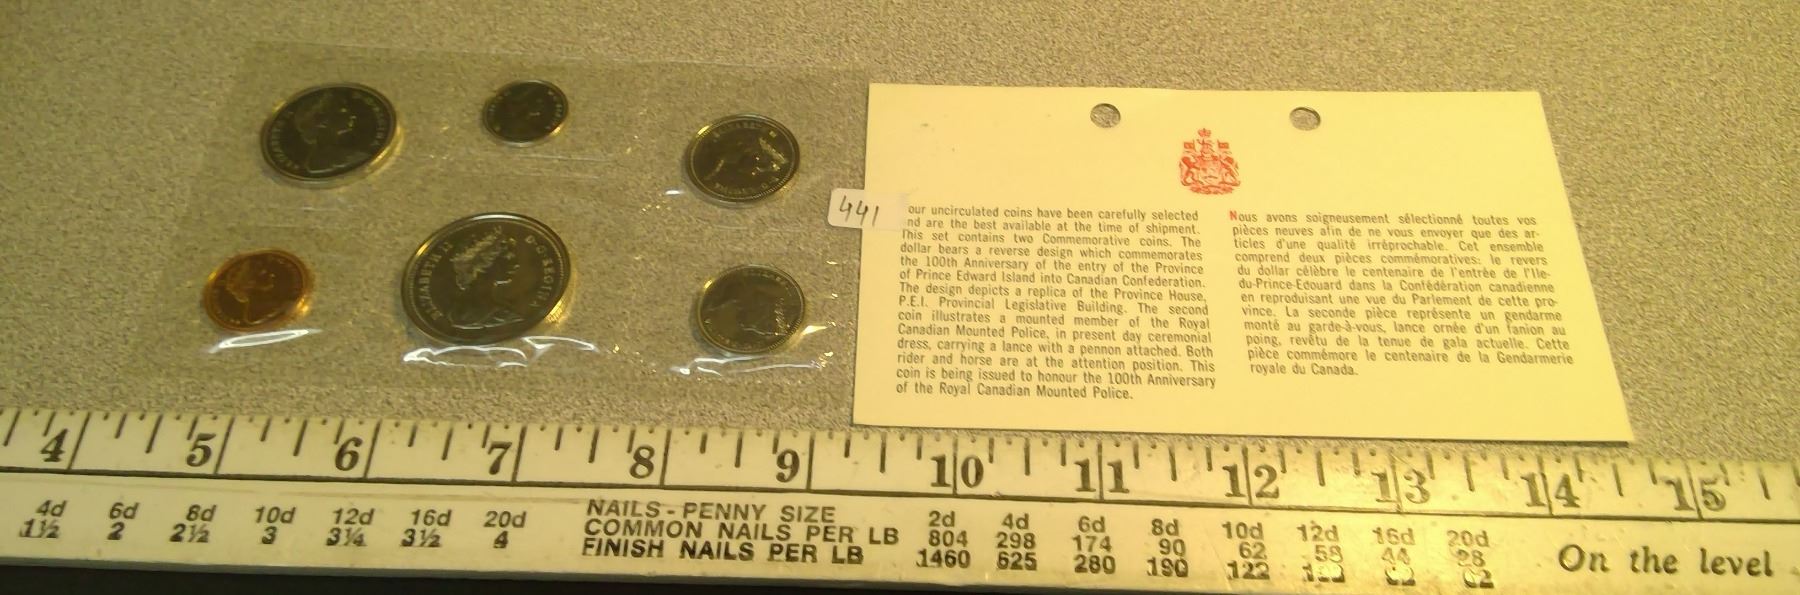 ELIZABETH II D·G·REGINA
441
our uncirculated coins have been carefully selected
nd are the best available at the time of shipment.
This set contains two Commemorative coins. The
dollar bears a reverse design which commemorates
the 100th Anniversary of the entry of the Province
of Prince Edward Island into Canadian Confederation.
The design depicts a replica of the Province House,
P.E.I. Provincial Legislative Building. The second
coin illustrates a mounted member of the Royal
Canadian Mounted Police, in present day ceremonial
dress, carrying a lance with a pennon attached. Both
rider and horse are at the attention position. This
coin is being issued to honour the 100th Anniversary
of the Royal Canadian Mounted Police.
Nous avons soigneusement sélectionné toutes vos
pièces neuves afin de ne vous envoyer que des ar-
ticles d'une qualité irréprochable. Cet ensemble
comprend deux pièces commémoratives: le revers
du dollar célèbre le centenaire de l'entrée de l'Ile-
du-Prince-Edouard dans la Confédération canadienne
en reproduisant une vue du Parlement de cette pro-
vince. La seconde pièce représente un gendarme
monté au garde-à-vous, lance ornée d'un fanion au
poing, revêtu de la tenue de gala actuelle. Cette
pièce commémore le centenaire de la Gendarmerie
royale du Canada.
4 5 6 7 8 9 10 11 12 13 14 15
4d 6d 8d 10d 12d 16d 20d NAILS - PENNY SIZE 2d 4d 6d 8d 10d 12d 16d 20d
1½ 2 2½ 3 3¼ 3½ 4 COMMON NAILS PER LB 804 298 174 90 62 58 44 28
FINISH NAILS PER LB 1460 625 280 190 122 62
On the level